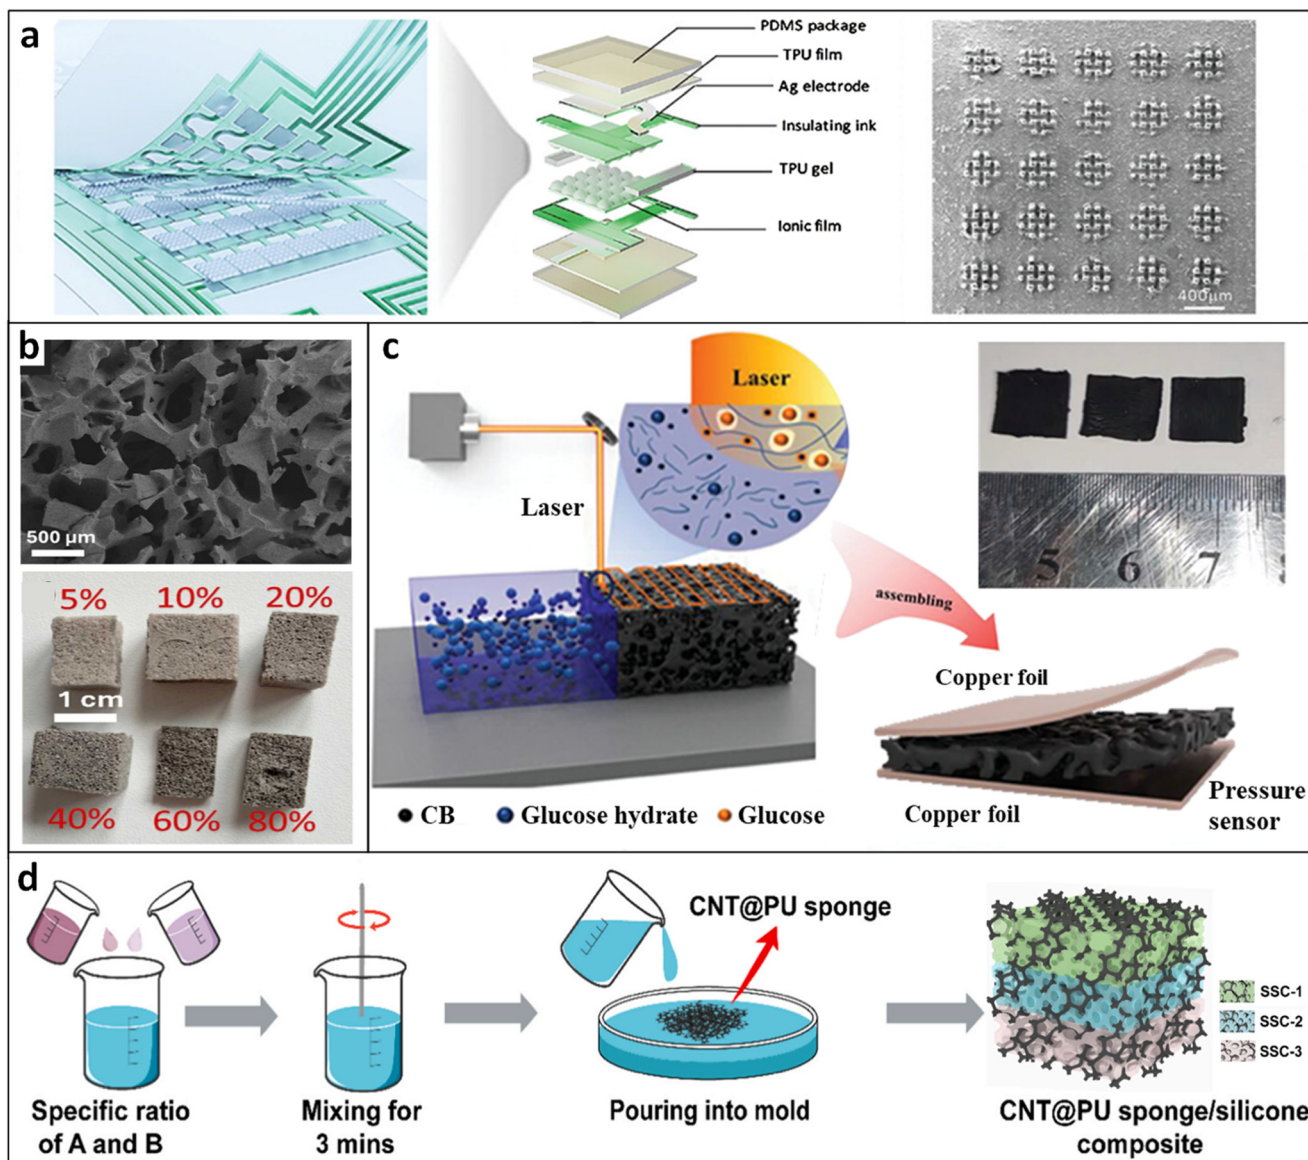 a
PDMS package
TPU film
Ag electrode
Insulating ink
TPU gel
Ionic film
400μm
b
500 μm
5% 10% 20%
1 cm
40% 60% 80%
c
Laser
Laser
assembling
5 6 7
Copper foil
Copper foil
Pressure
sensor
CB Glucose hydrate Glucose
d
CNT@PU sponge
SSC-1
SSC-2
SSC-3
Specific ratio
of A and B
Mixing for
3 mins
Pouring into mold
CNT@PU sponge/silicone
composite